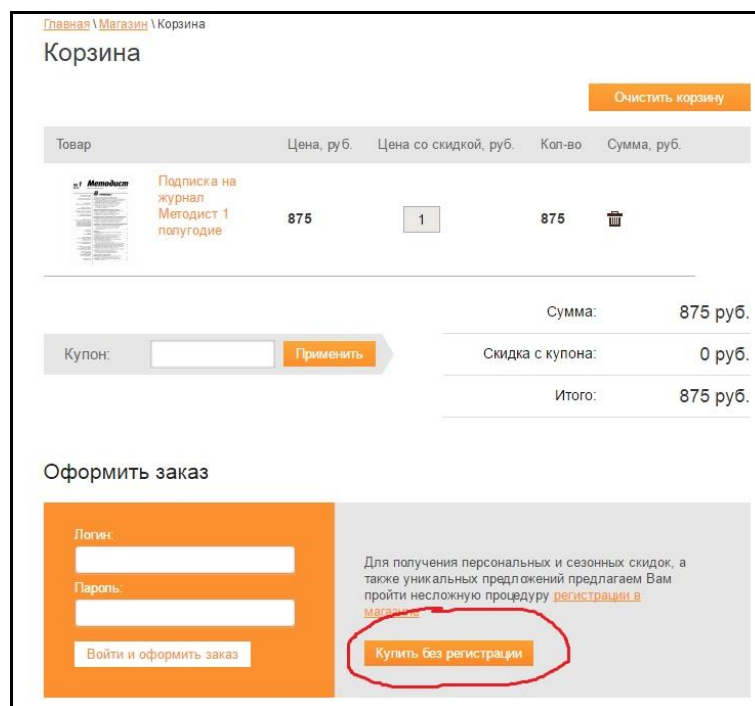 Главная \ Магазин \ Корзина
Корзина
Очистить корзину
Товар Цена, руб. Цена со скидкой, руб. Кол-во Сумма, руб.
Методист
Подписка на
журнал
Методист 1
полугодие
875 1 875
Сумма: 875 руб.
Купон: Применить Скидка с купона: 0 руб.
Итого: 875 руб.
Оформить заказ
Логин:
Пароль:
Войти и оформить заказ
Для получения персональных и сезонных скидок, а
также уникальных предложений предлагаем Вам
пройти несложную процедуру регистрации в
магазине
Купить без регистрации